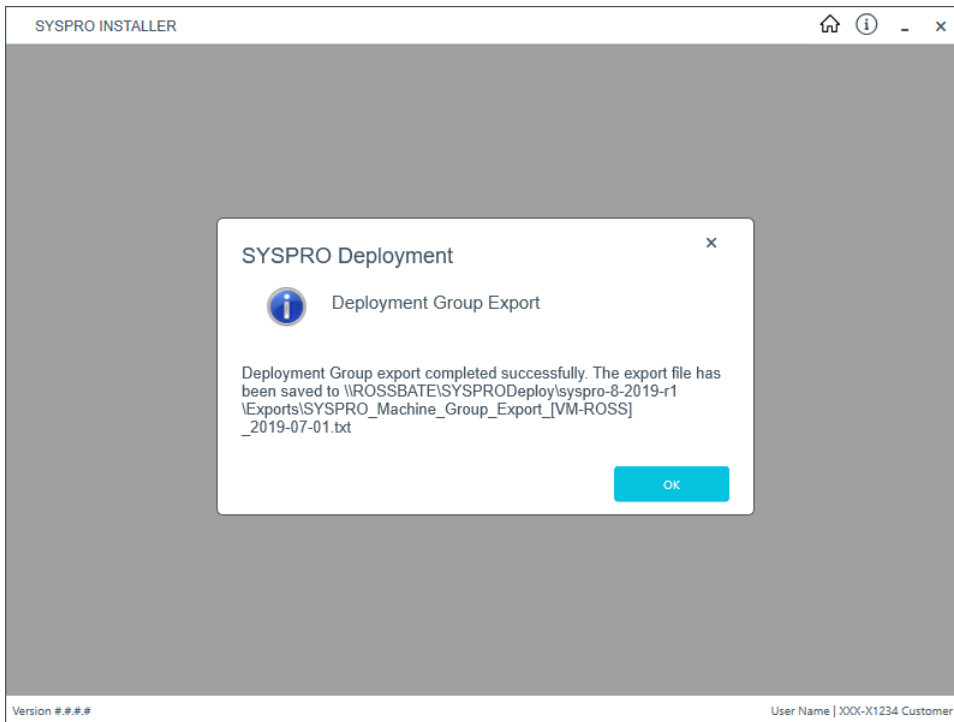 SYSPRO INSTALLER
SYSPRO Deployment
Deployment Group Export
Deployment Group export completed successfully. The export file has
been saved to \\ROSSBATE\SYSPRODeploy\syspro-8-2019-r1
\Exports\SYSPRO_Machine_Group_Export_[VM-ROSS]
_2019-07-01.txt
OK
Version #.#.#.#
User Name | XXX-X1234 Customer